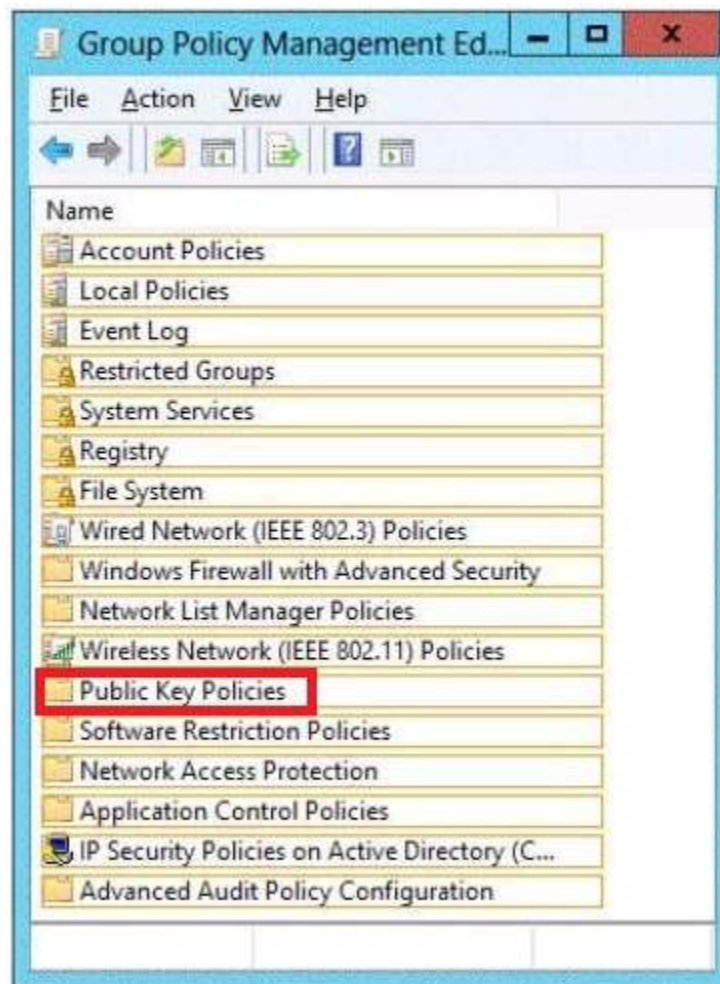 Group Policy Management Ed...
File Action View Help
Name
Account Policies
Local Policies
Event Log
Restricted Groups
System Services
Registry
File System
Wired Network (IEEE 802.3) Policies
Windows Firewall with Advanced Security
Network List Manager Policies
Wireless Network (IEEE 802.11) Policies
Public Key Policies
Software Restriction Policies
Network Access Protection
Application Control Policies
IP Security Policies on Active Directory (C...
Advanced Audit Policy Configuration